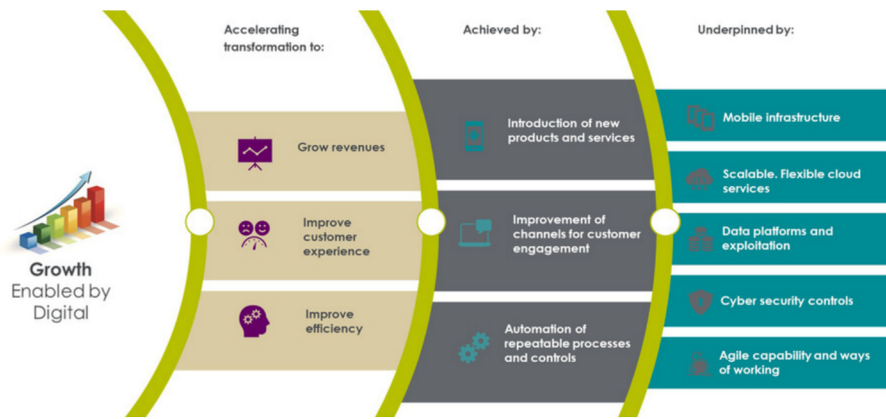 Growth
Enabled by
Digital
Accelerating
transformation to:
Grow revenues
Improve
customer
experience
Improve
efficiency
Achieved by:
Introduction of new
products and services
Improvement of
channels for customer
engagement
Automation of
repeatable processes
and controls
Underpinned by:
Mobile infrastructure
Scalable. Flexible cloud
services
Data platforms and
exploitation
Cyber security controls
Agile capability and ways
of working